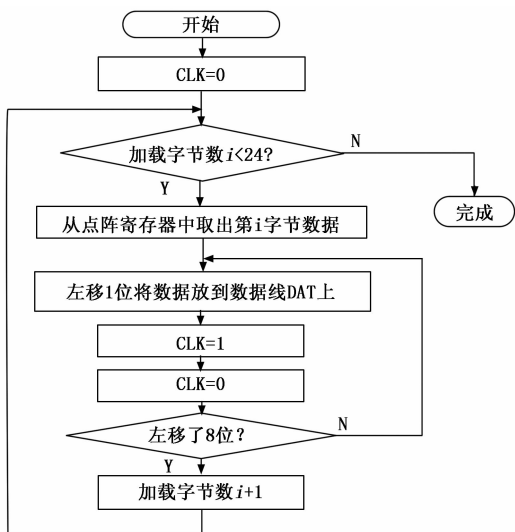 开始
CLK=0
加载字节数i<24?
N
Y
从点阵寄存器中取出第i字节数据
完成
左移1位将数据放到数据线DAT上
CLK=1
CLK=0
左移了8位?
N
Y
加载字节数i+1